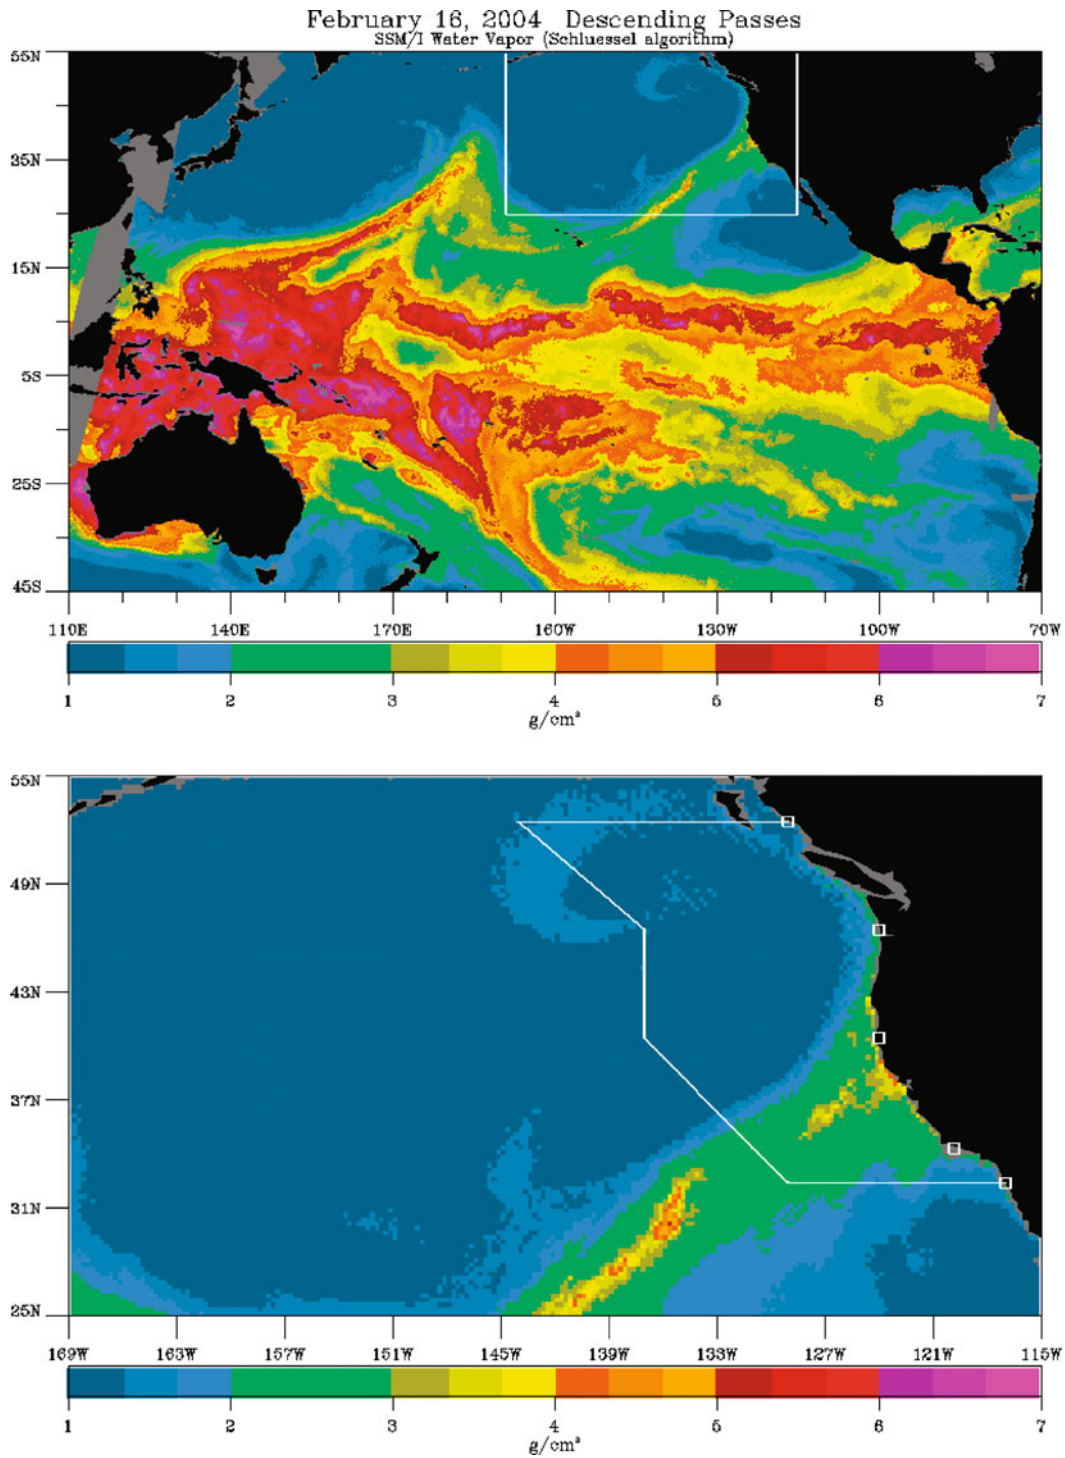 February 16, 2004 Descending Passes
SSM/I Water Vapor (Schluessel algorithm)
55N
35N
15N
5S
25S
45S
110E 140E 170E 160W 130W 100W 70W
1 2 3 4 5 6 7
g/cm²
55N
49N
43N
37N
31N
25N
169W 163W 157W 151W 145W 139W 133W 127W 121W 115W
1 2 3 4 5 6 7
g/cm²